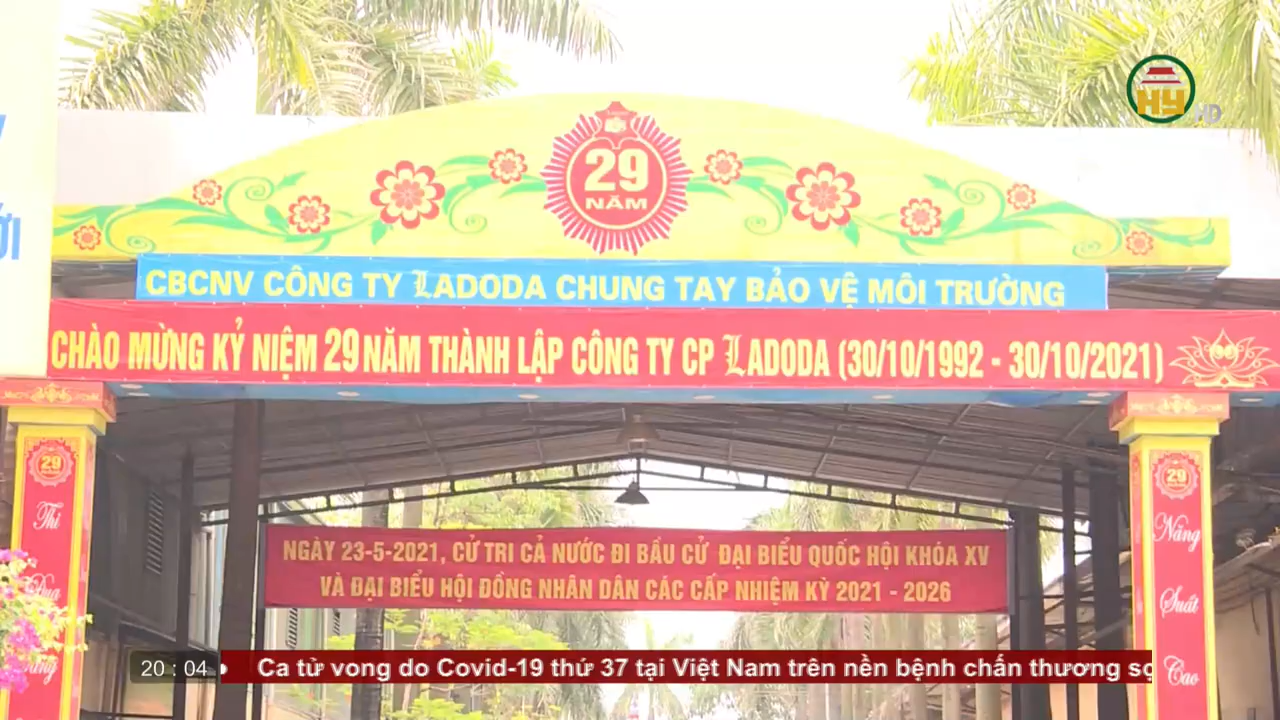 HY HD
29
NĂM
ỚI
CBCNV CÔNG TY LADODA CHUNG TAY BẢO VỆ MÔI TRƯỜNG
CHÀO MỪNG KỶ NIỆM 29 NĂM THÀNH LẬP CÔNG TY CP LADODA (30/10/1992 - 30/10/2021)
29
Thi
Đua
29
Năng
Suất
Cao
NGÀY 23-5-2021, CỬ TRI CẢ NƯỚC ĐI BẦU CỬ ĐẠI BIỂU QUỐC HỘI KHÓA XV
VÀ ĐẠI BIỂU HỘI ĐỒNG NHÂN DÂN CÁC CẤP NHIỆM KỲ 2021 - 2026
20 : 04 Ca tử vong do Covid-19 thứ 37 tại Việt Nam trên nền bệnh chấn thương sọ